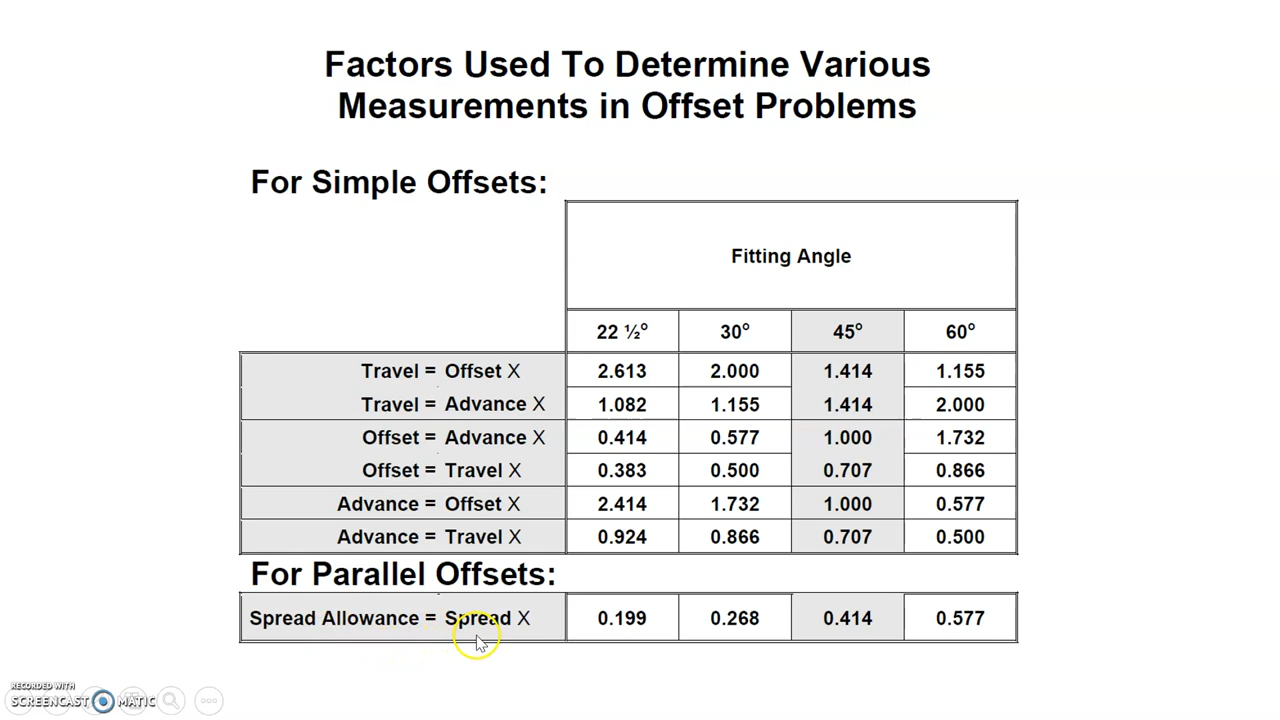 Factors Used To Determine Various
Measurements in Offset Problems
For Simple Offsets:
Fitting Angle
22 ½° 30° 45° 60°
Travel = Offset X 2.613 2.000 1.414 1.155
Travel = Advance X 1.082 1.155 1.414 2.000
Offset = Advance X 0.414 0.577 1.000 1.732
Offset = Travel X 0.383 0.500 0.707 0.866
Advance = Offset X 2.414 1.732 1.000 0.577
Advance = Travel X 0.924 0.866 0.707 0.500
For Parallel Offsets:
Spread Allowance = Spread X 0.199 0.268 0.414 0.577
RECORDED WITH
SCREENCAST MATIC